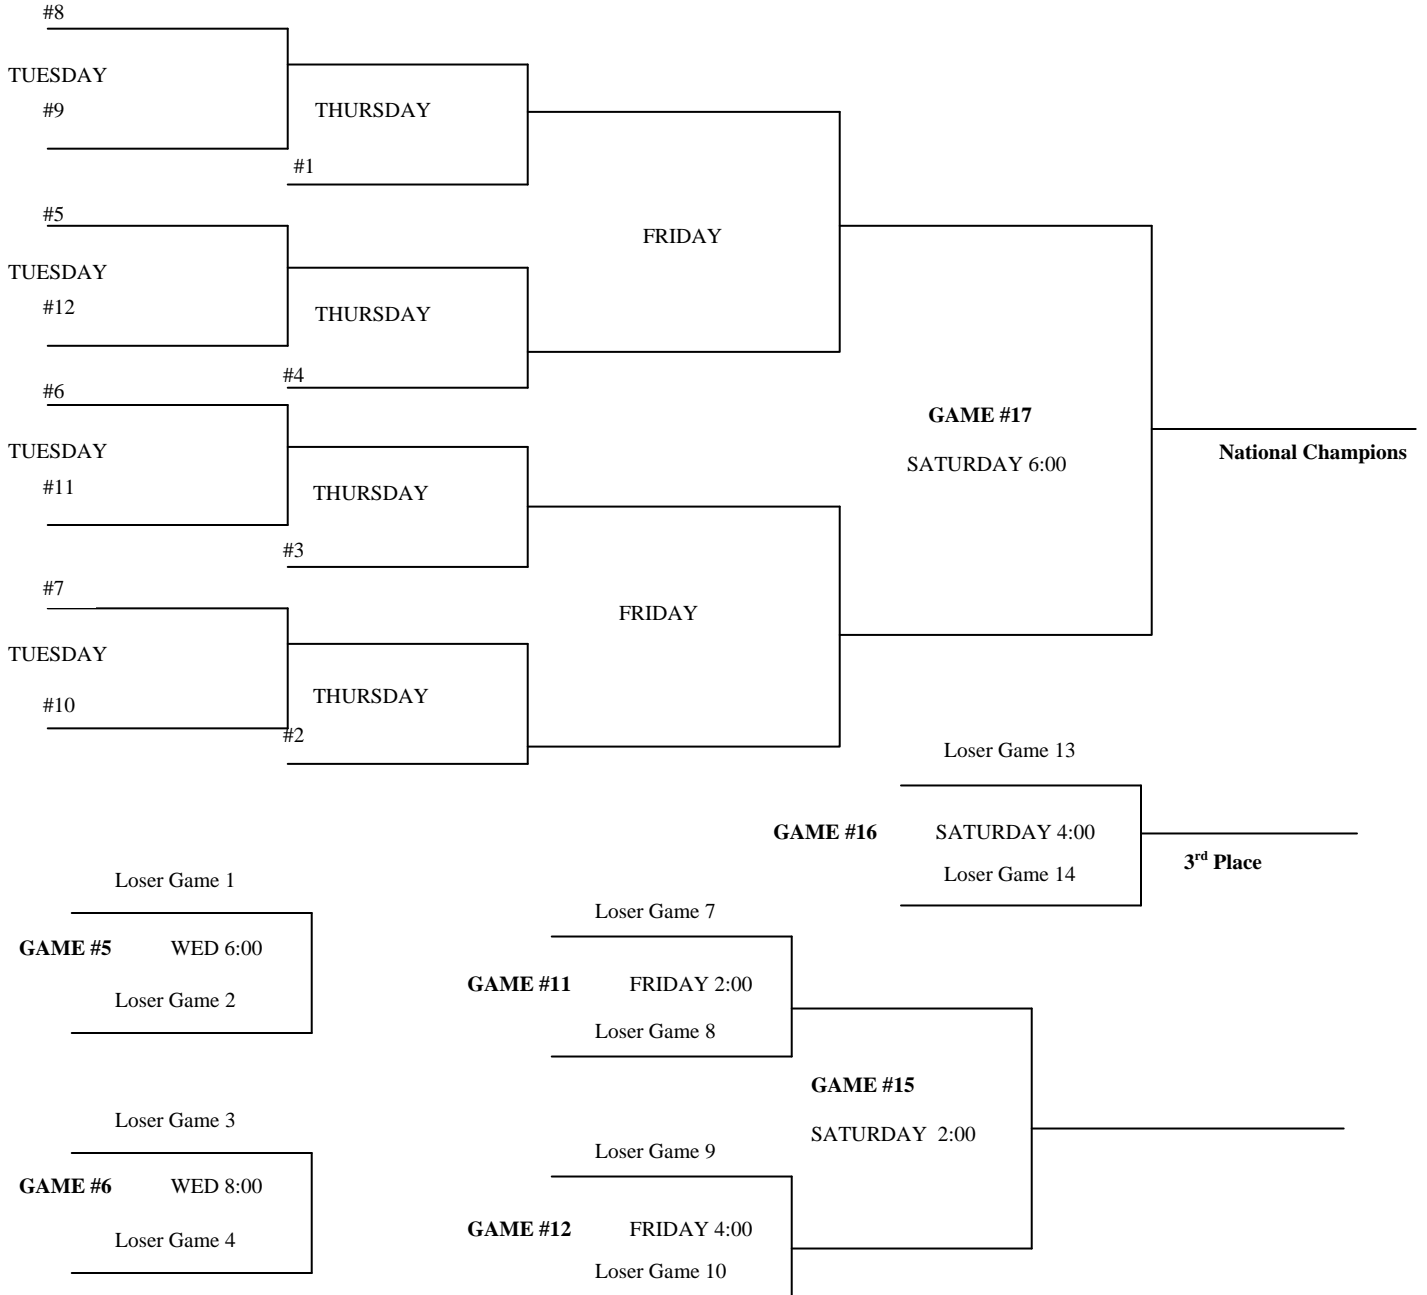 #8
TUESDAY
#9
THURSDAY
#1
#5
FRIDAY
TUESDAY
#12
THURSDAY
#4
#6
GAME #17
TUESDAY
National Champions
SATURDAY 6:00
#11
THURSDAY
#3
#7
FRIDAY
TUESDAY
THURSDAY
#10
#2
Loser Game 13
GAME #16 SATURDAY 4:00
3rd Place
Loser Game 14
Loser Game 1
Loser Game 7
GAME #5 WED 6:00
GAME #11 FRIDAY 2:00
Loser Game 2
Loser Game 8
GAME #15
Loser Game 3
SATURDAY 2:00
Loser Game 9
GAME #6 WED 8:00
GAME #12 FRIDAY 4:00
Loser Game 4
Loser Game 10